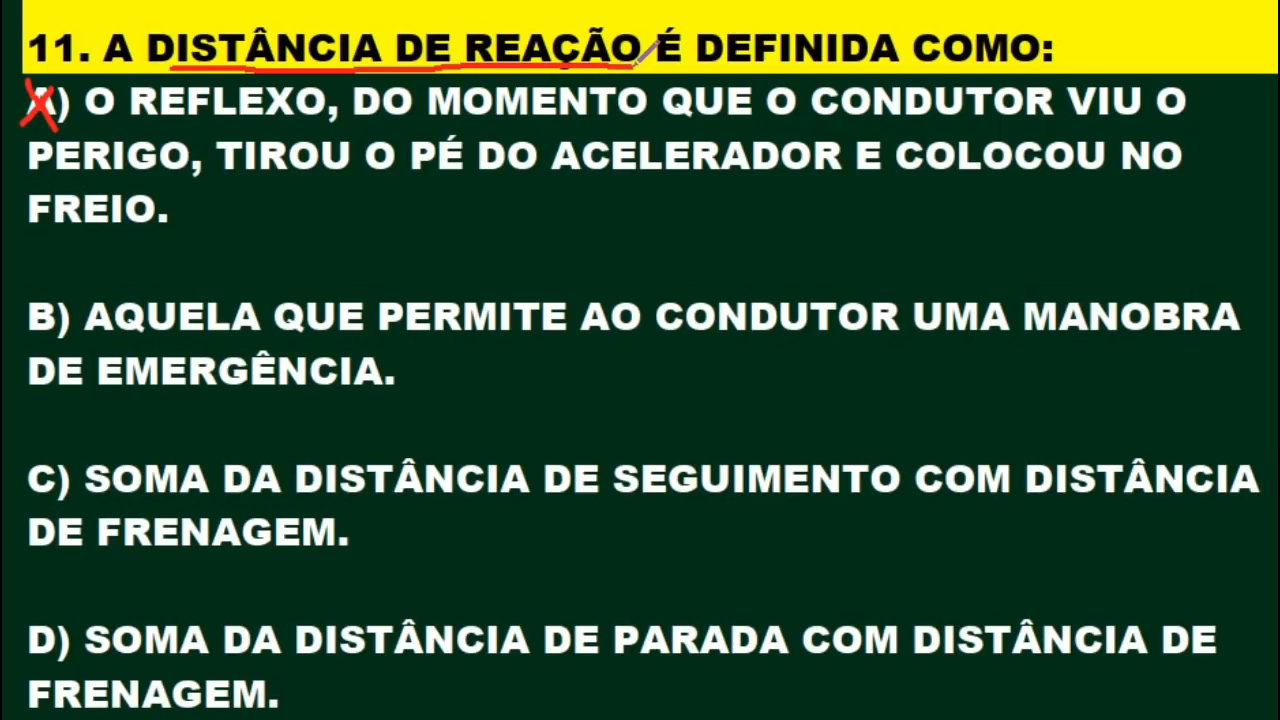 11. A DISTÂNCIA DE REAÇÃO É DEFINIDA COMO:
A) O REFLEXO, DO MOMENTO QUE O CONDUTOR VIU O
PERIGO, TIROU O PÉ DO ACELERADOR E COLOCOU NO
FREIO.
B) AQUELA QUE PERMITE AO CONDUTOR UMA MANOBRA
DE EMERGÊNCIA.
C) SOMA DA DISTÂNCIA DE SEGUIMENTO COM DISTÂNCIA
DE FRENAGEM.
D) SOMA DA DISTÂNCIA DE PARADA COM DISTÂNCIA DE
FRENAGEM.